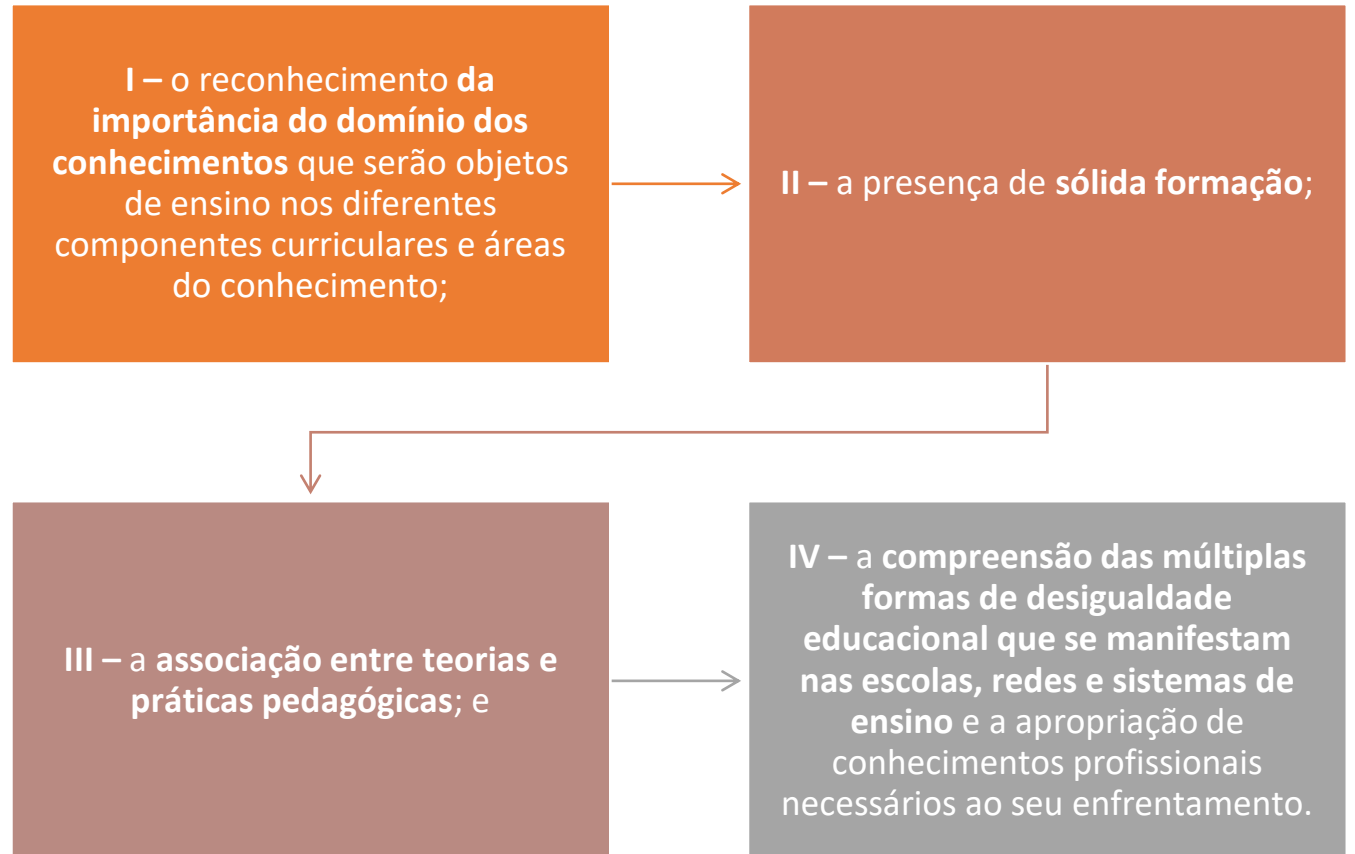 I – o reconhecimento da
importância do domínio dos
conhecimentos que serão objetos
de ensino nos diferentes
componentes curriculares e áreas
do conhecimento;
II – a presença de sólida formação;
III – a associação entre teorias e
práticas pedagógicas; e
IV – a compreensão das múltiplas
formas de desigualdade
educacional que se manifestam
nas escolas, redes e sistemas de
ensino e a apropriação de
conhecimentos profissionais
necessários ao seu enfrentamento.